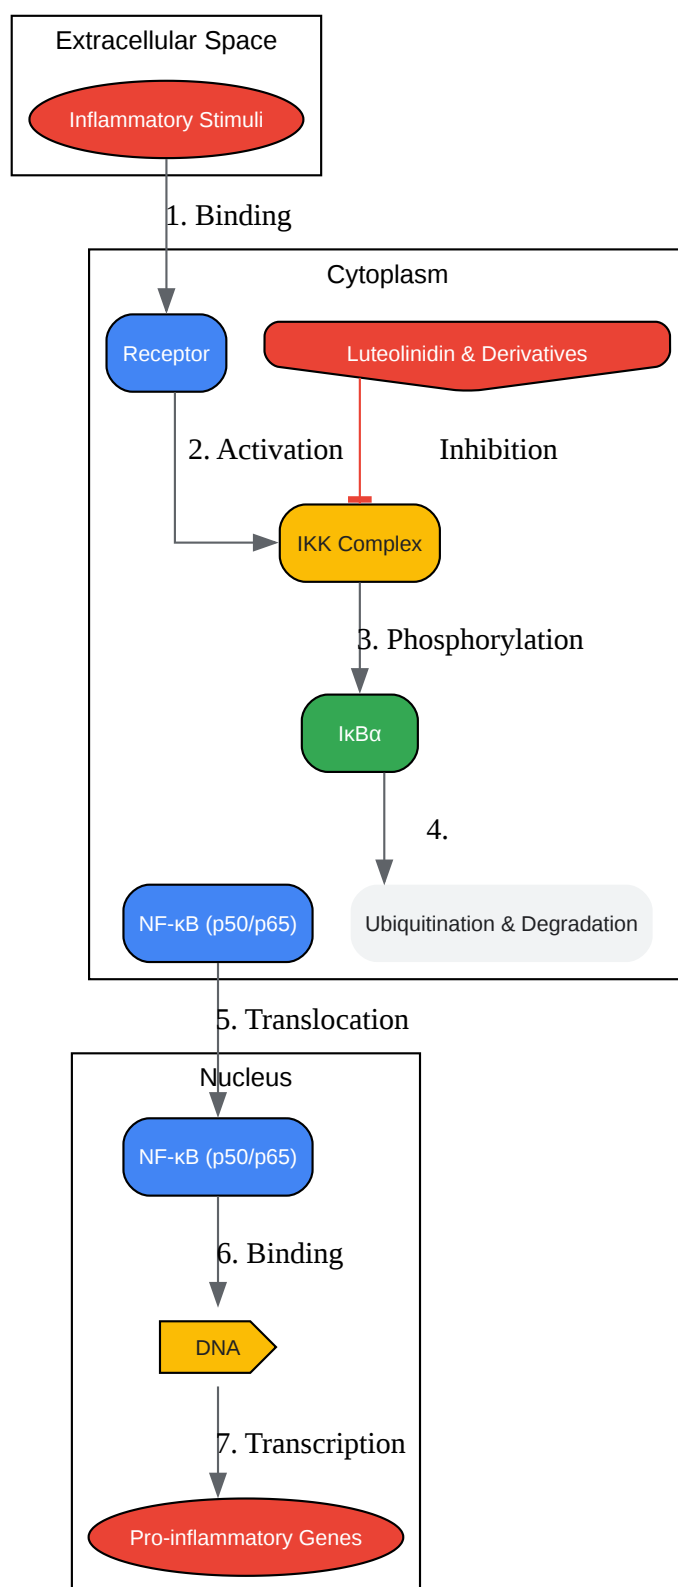 Extracellular Space
Inflammatory Stimuli
1. Binding
Cytoplasm
Receptor
Luteolinidin & Derivatives
2. Activation
Inhibition
IKK Complex
3. Phosphorylation
IκBα
4.
NF-κB (p50/p65)
Ubiquitination & Degradation
5. Translocation
Nucleus
NF-κB (p50/p65)
6. Binding
DNA
7. Transcription
Pro-inflammatory Genes